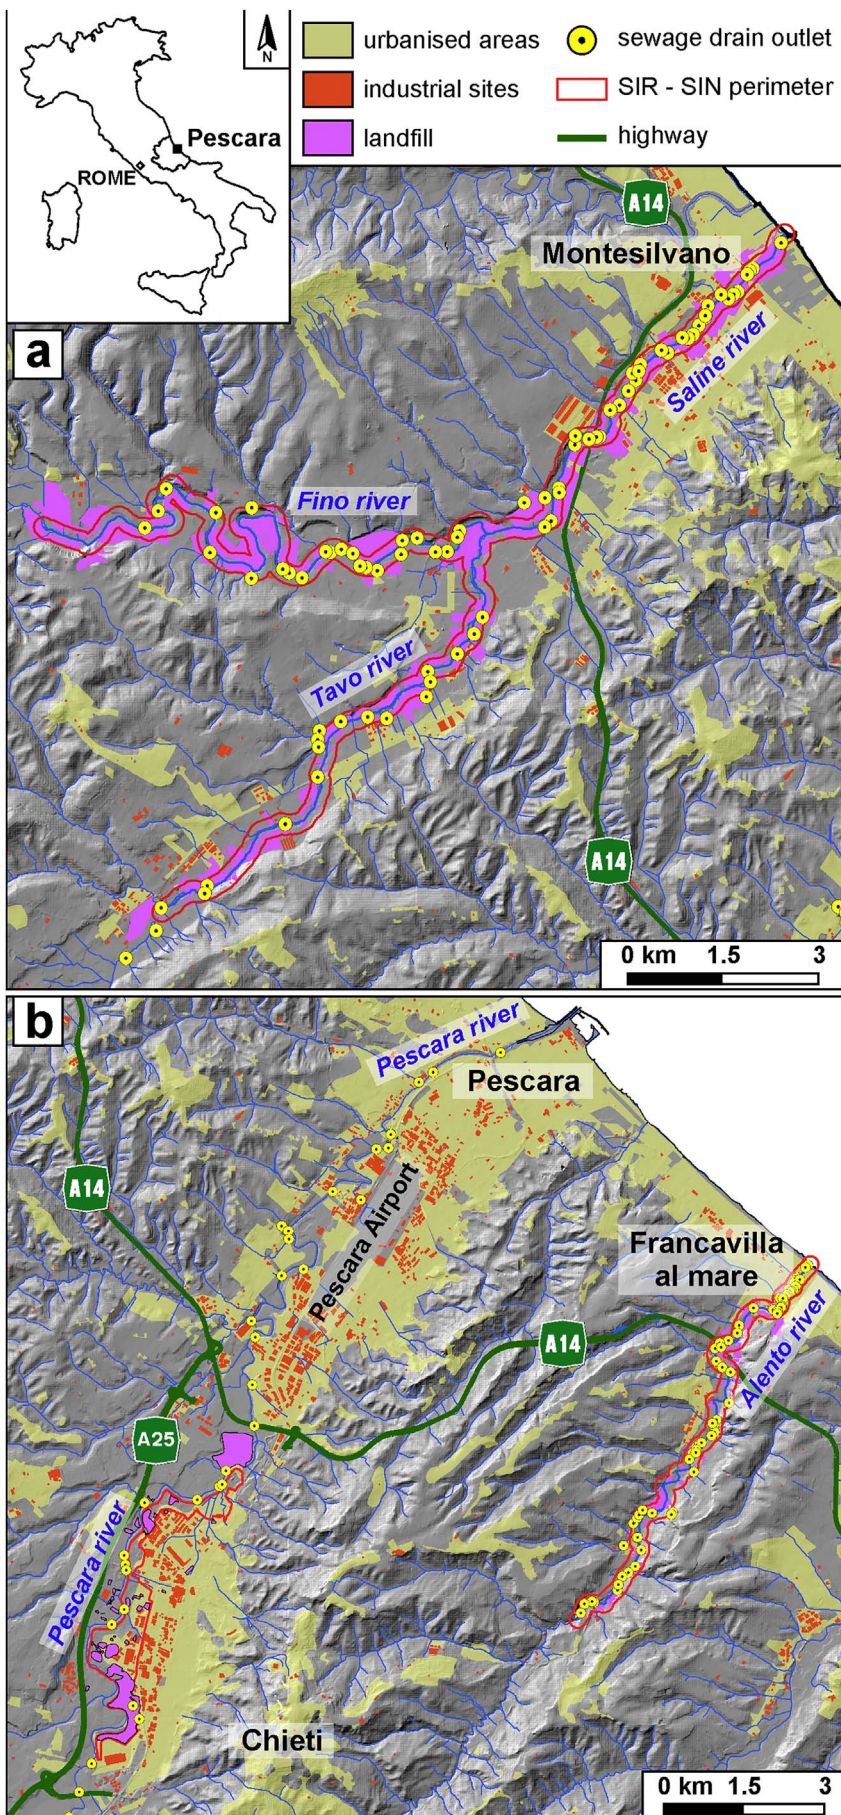 N
Pescara
ROME
urbanised areas
industrial sites
landfill
sewage drain outlet
SIR - SIN perimeter
highway
a
A14
Montesilvano
Saline river
Fino river
Tavo river
A14
0 km 1.5 3
b
Pescara river
Pescara
A14
Pescara Airport
Francavilla
al mare
A14
Alento river
A25
Pescara river
Chieti
0 km 1.5 3